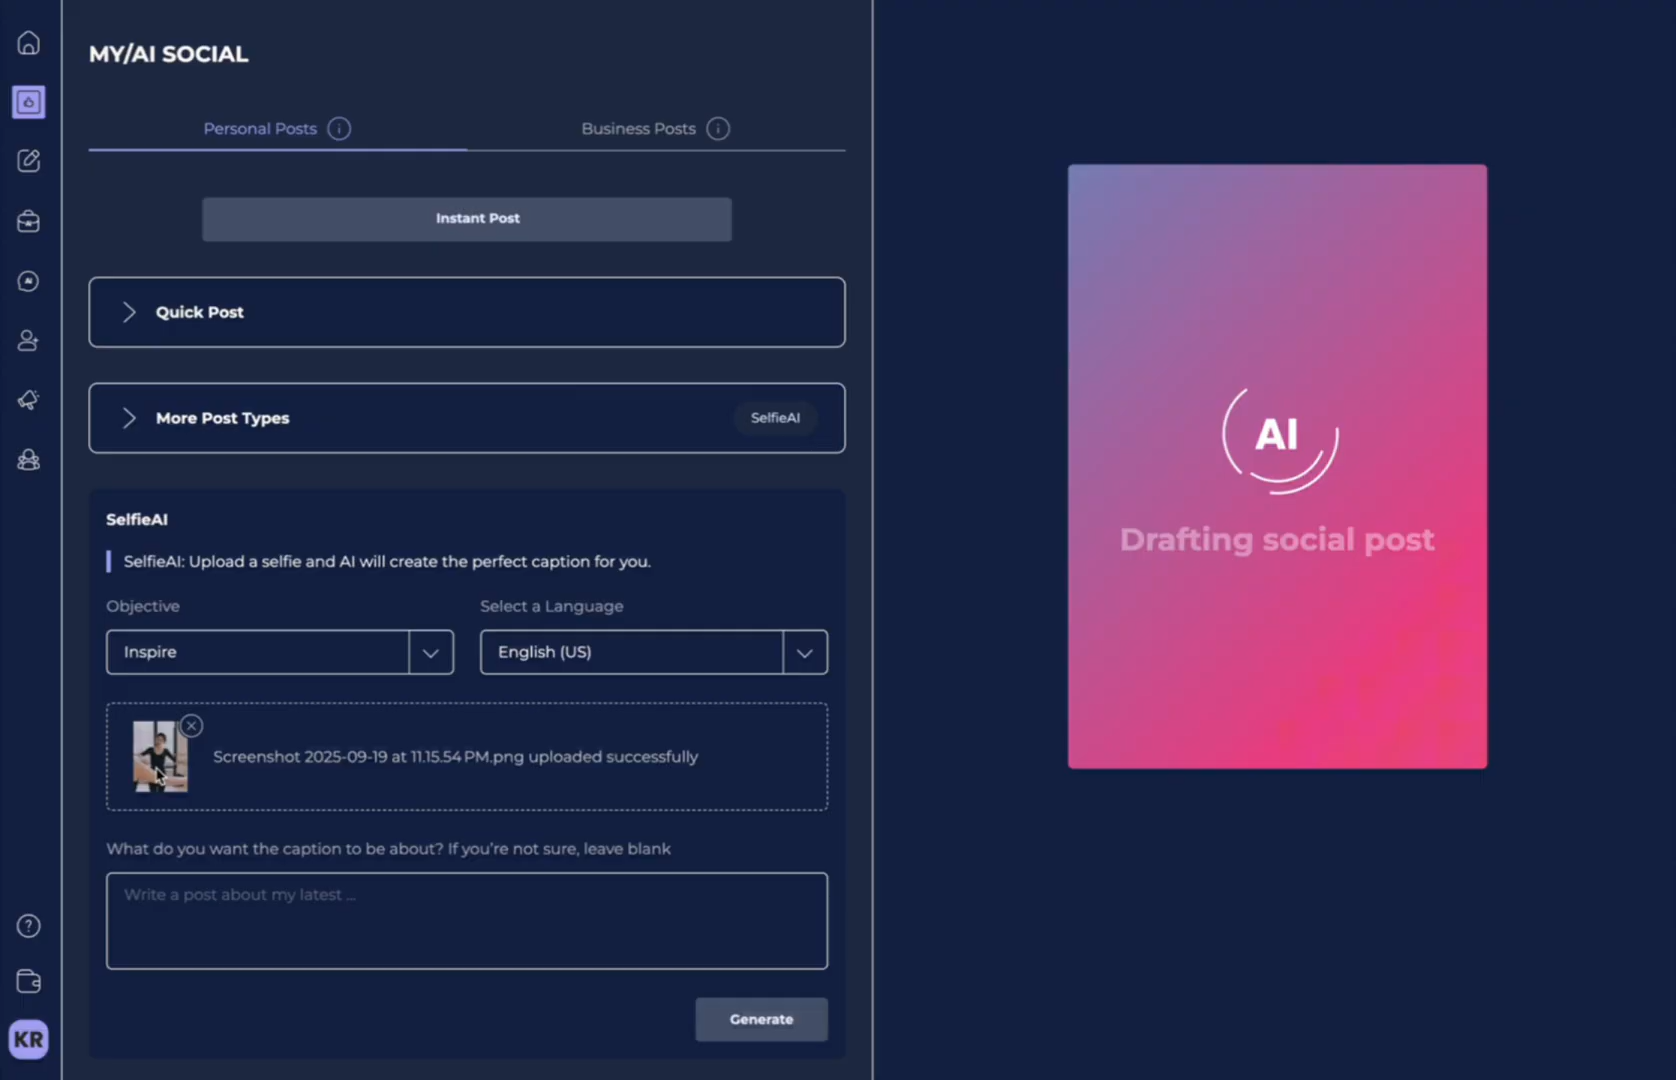 MY/AI SOCIAL
Personal Posts
Business Posts
Instant Post
Quick Post
More Post Types
SelfieAI
SelfieAI
SelfieAI: Upload a selfie and AI will create the perfect caption for you.
Objective
Select a Language
Inspire
English (US)
Screenshot 2025-09-19 at 11.15.54 PM.png uploaded successfully
What do you want the caption to be about? If you're not sure, leave blank
Write a post about my latest ...
Generate
KR
AI
Drafting social post